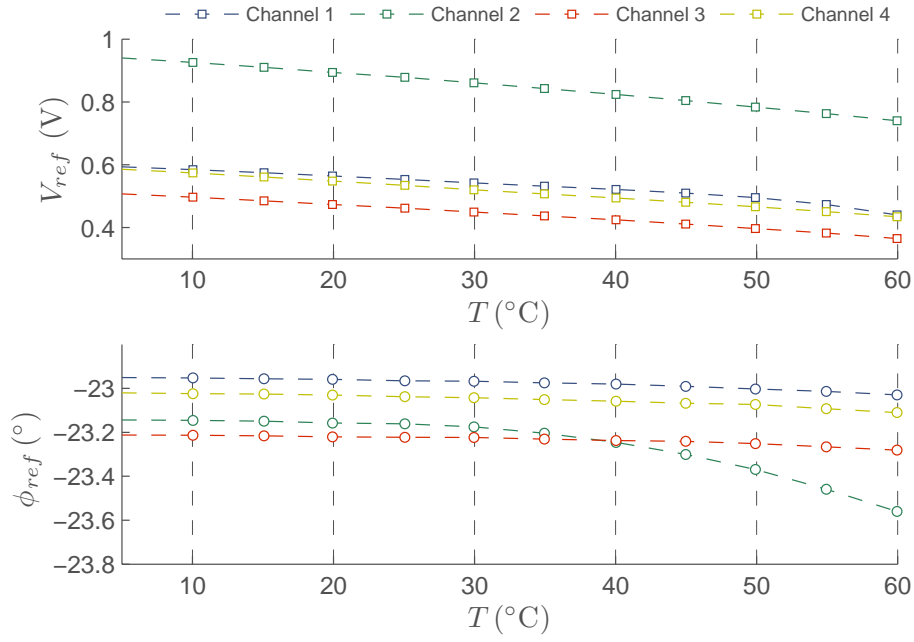 Channel 1 Channel 2 Channel 3 Channel 4
1
0.8
0.6
0.4
V_ref (V)
10 20 30 40 50 60
T (°C)
−23
−23.2
−23.4
−23.6
−23.8
ϕ_ref (°)
10 20 30 40 50 60
T (°C)